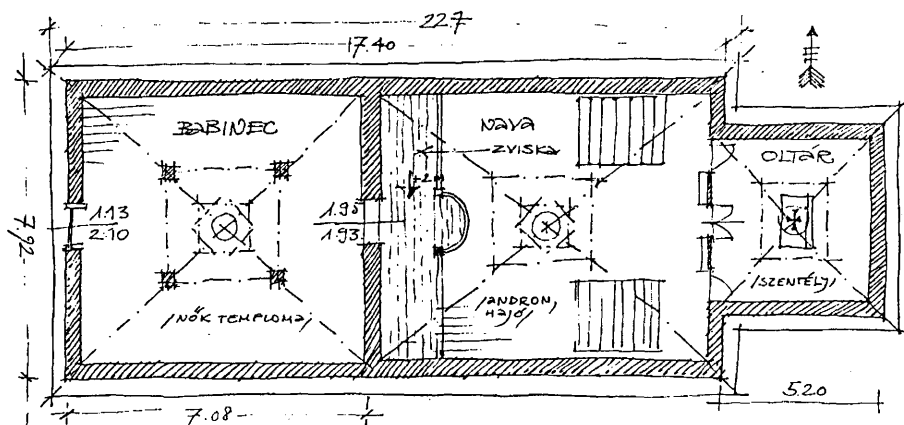 22.7
17.40
BABINEC
NAVA
ZVISKA
OLTÁR
+2
1.13
2.10
1.95
1.93
7.92
/NŐK TEMPLOMA/
/ANDRON,
HAJÓ/
/SZENTÉLY/
5.20
7.08